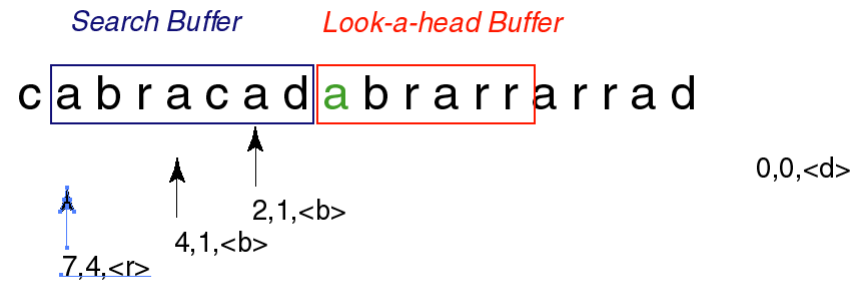 Search Buffer Look-a-head Buffer
c a b r a c a d a b r a r r a r r a d
0,0,<d>
2,1,<b>
4,1,<b>
7,4,<r>